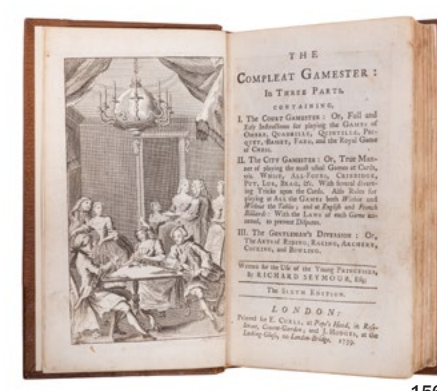 THE
COMPLEAT GAMESTER:
IN THREE PARTS.
CONTAINING,
I. The COURT GAMESTER: Or, Full and
Easy Instructions for playing the GAMES of
OMBRE, QUADRILLE, QUINTILLE, PIC-
QUET, BASSET, FARO, and the Royal Game
of CHESS.
II. The CITY GAMESTER: Or, True Man-
ner of playing the most usual Games at Cards,
viz. WHIST, ALL-FOURS, CRIBBIDGE,
PUT, LUE, BRAG, &c. With several divert-
ing Tricks upon the Cards. Also Rules for
playing at ALL the GAMES both Within and
Without the Tables; and at English and French
Billiards: With the LAWS of each Game an-
nexed, to prevent Disputes.
III. The GENTLEMAN'S DIVERSION: Or,
The ARTS of RIDING, RACING, ARCHERY,
COCKING, and BOWLING.
Written for the Use of the Young PRINCESSES,
by RICHARD SEYMOUR, Esq;
The SIXTH EDITION.
LONDON:
Printed for E. CURLL, at Pope's Head, in Rose-
Street, Covent-Garden; and J. HODGES, at the
Looking Glass, on London Bridge. 1739.